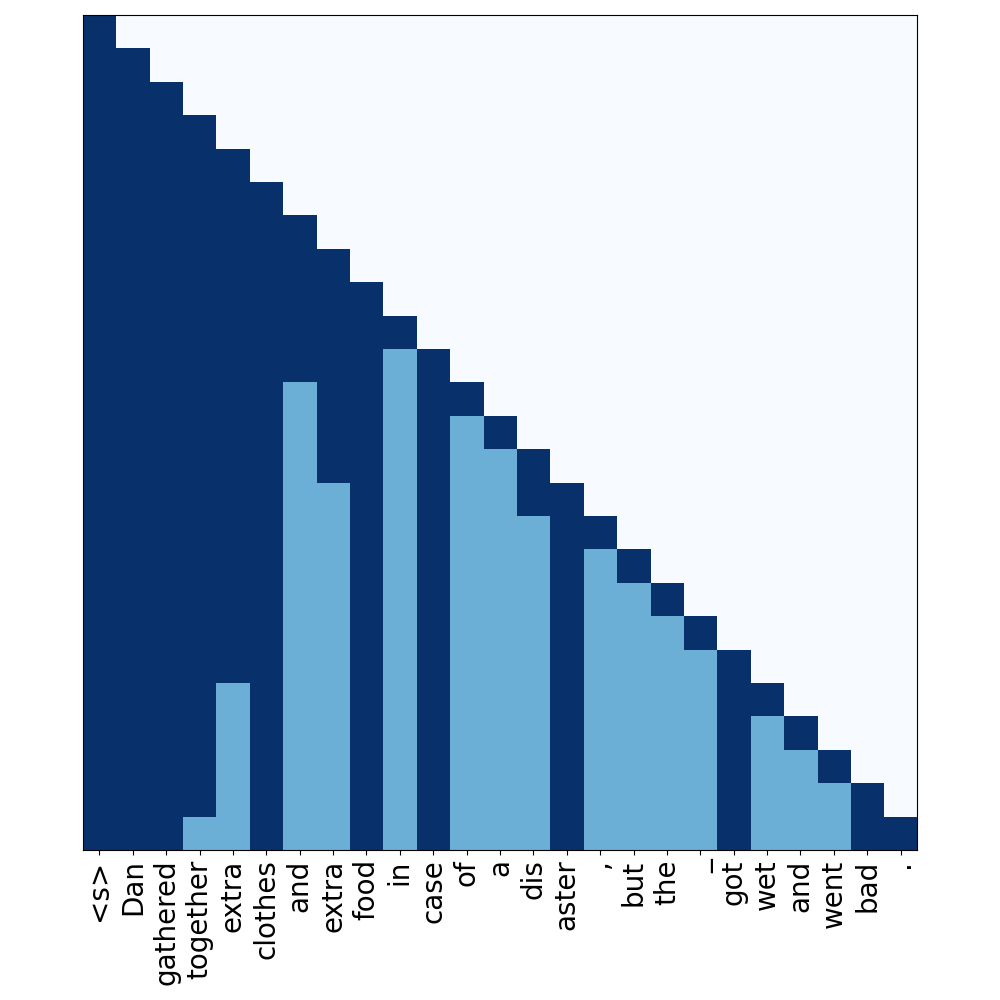 <s>
Dan
gathered
together
extra
clothes
and
extra
food
in
case
of
a
dis
aster
,
but
the
_
got
wet
and
went
bad
.